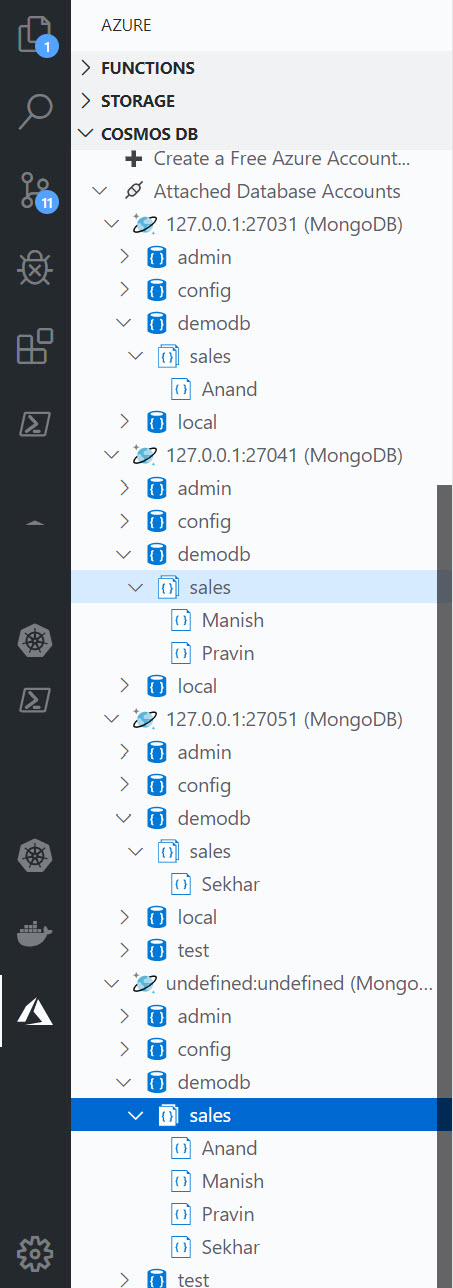 AZURE
1
FUNCTIONS
STORAGE
COSMOS DB
Create a Free Azure Account...
Attached Database Accounts
11
127.0.0.1:27031 (MongoDB)
admin
config
demodb
sales
Anand
local
127.0.0.1:27041 (MongoDB)
admin
config
demodb
sales
Manish
Pravin
local
127.0.0.1:27051 (MongoDB)
admin
config
demodb
sales
Sekhar
local
test
undefined:undefined (Mongo...
admin
config
demodb
sales
Anand
Manish
Pravin
Sekhar
test